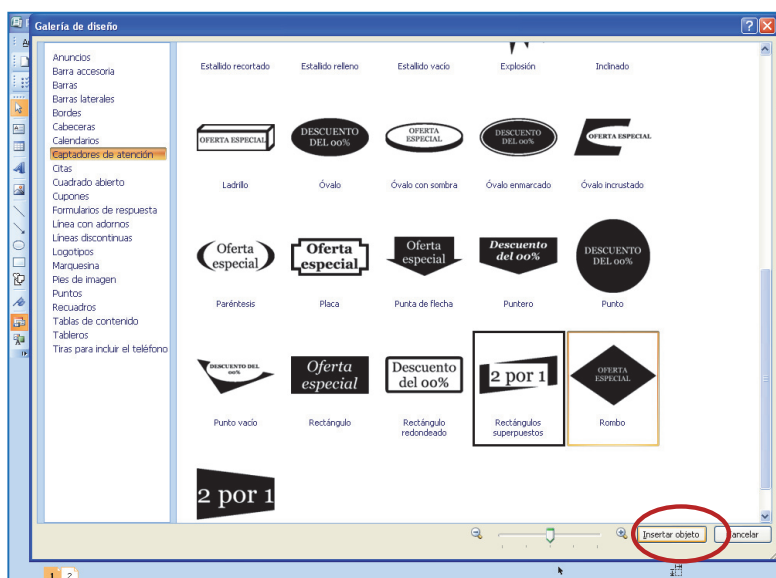 Galería de diseño
Anuncios
Barra accesoria
Barras
Barras laterales
Bordes
Cabeceras
Calendarios
Captadores de atención
Citas
Cuadrado abierto
Cupones
Formularios de respuesta
Línea con adornos
Líneas discontinuas
Logotipos
Marquesina
Pies de imagen
Puntos
Recuadros
Tablas de contenido
Tableros
Tiras para incluir el teléfono
Estallido recortado
Estallido relleno
Estallido vacío
Explosión
Inclinado
OFERTA ESPECIAL
DESCUENTO
DEL 00%
OFERTA
ESPECIAL
DESCUENTO
DEL 00%
OFERTA ESPECIAL
Ladrillo
Óvalo
Óvalo con sombra
Óvalo enmarcado
Óvalo incrustado
Oferta
especial
Oferta
especial
Oferta
especial
Descuento
del 00%
DESCUENTO
DEL 00%
Paréntesis
Placa
Punta de flecha
Puntero
Punto
DESCUENTO DEL
00%
Oferta
especial
Descuento
del 00%
2 por 1
OFERTA
ESPECIAL
Punto vacío
Rectángulo
Rectángulo
redondeado
Rectángulos
superpuestos
Rombo
2 por 1
Insertar objeto
ancelar
1 2